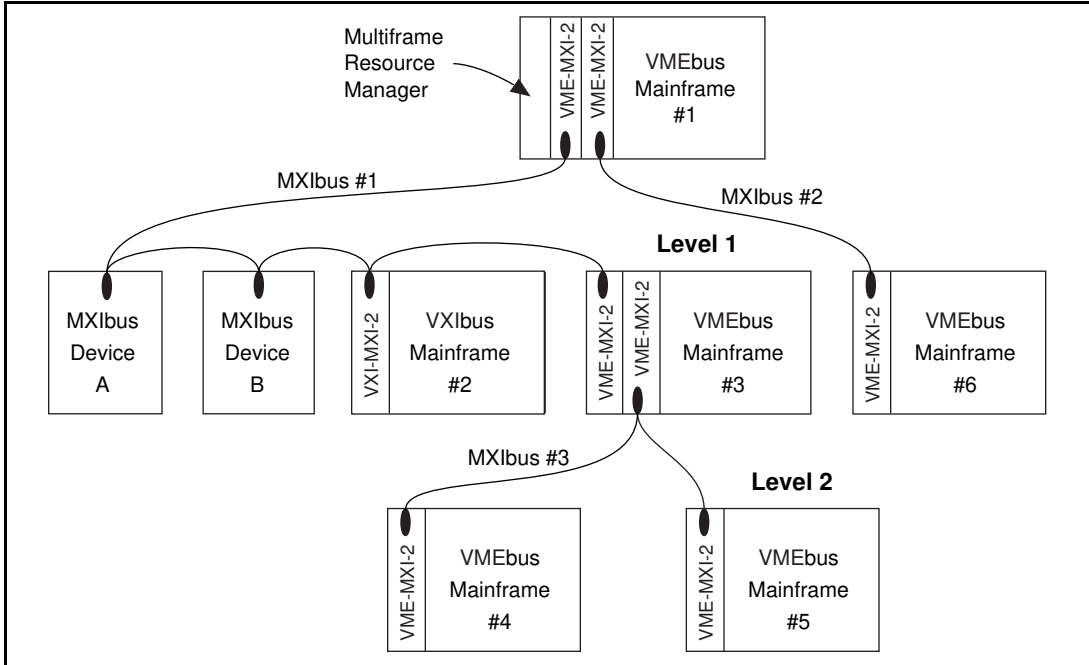 Multiframe
Resource
Manager
VME-MXI-2
VME-MXI-2
VMEbus
Mainframe
#1
MXIbus #1
MXIbus #2
Level 1
MXIbus
Device
A
MXIbus
Device
B
VXI-MXI-2
VXIbus
Mainframe
#2
VME-MXI-2
VME-MXI-2
VMEbus
Mainframe
#3
VME-MXI-2
VMEbus
Mainframe
#6
MXIbus #3
Level 2
VME-MXI-2
VMEbus
Mainframe
#4
VME-MXI-2
VMEbus
Mainframe
#5